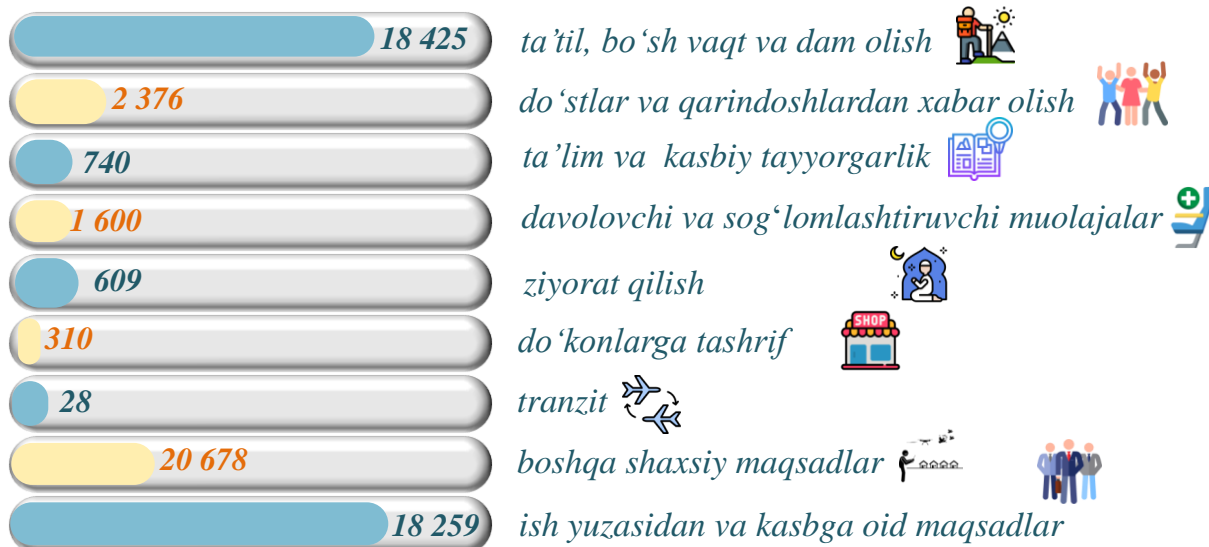 18 425 ta’til, bo‘sh vaqt va dam olish
2 376 do‘stlar va qarindoshlardan xabar olish
740 ta’lim va kasbiy tayyorgarlik
1 600 davolovchi va sog‘lomlashtiruvchi muolajalar
609 ziyorat qilish
310 do‘konlarga tashrif
SHOP
28 tranzit
20 678 boshqa shaxsiy maqsadlar
18 259 ish yuzasidan va kasbga oid maqsadlar